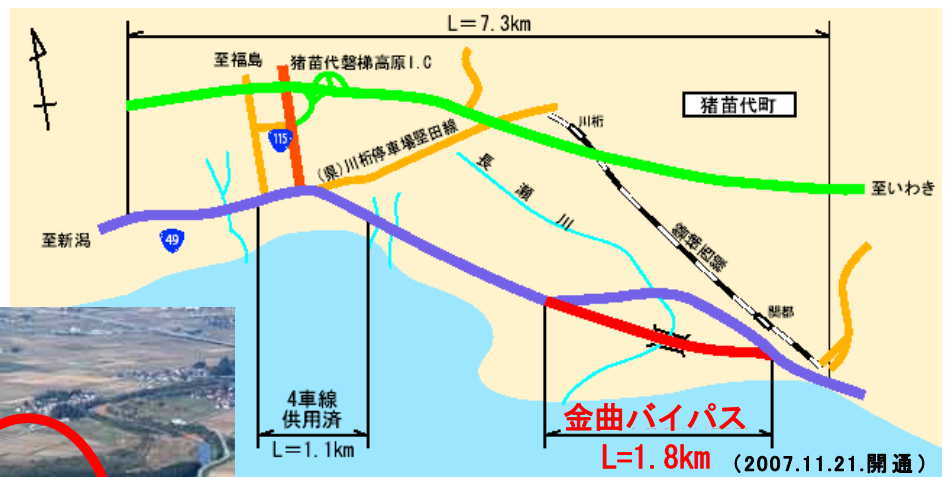 L=7.3km
至福島
猪苗代磐梯高原I.C
猪苗代町
川桁
115
(県)川桁停車場堅田線
長瀬川
至いわき
至新潟
49
磐越西線
関都
4車線
供用済
L=1.1km
金曲バイパス
L=1.8km (2007.11.21.開通)